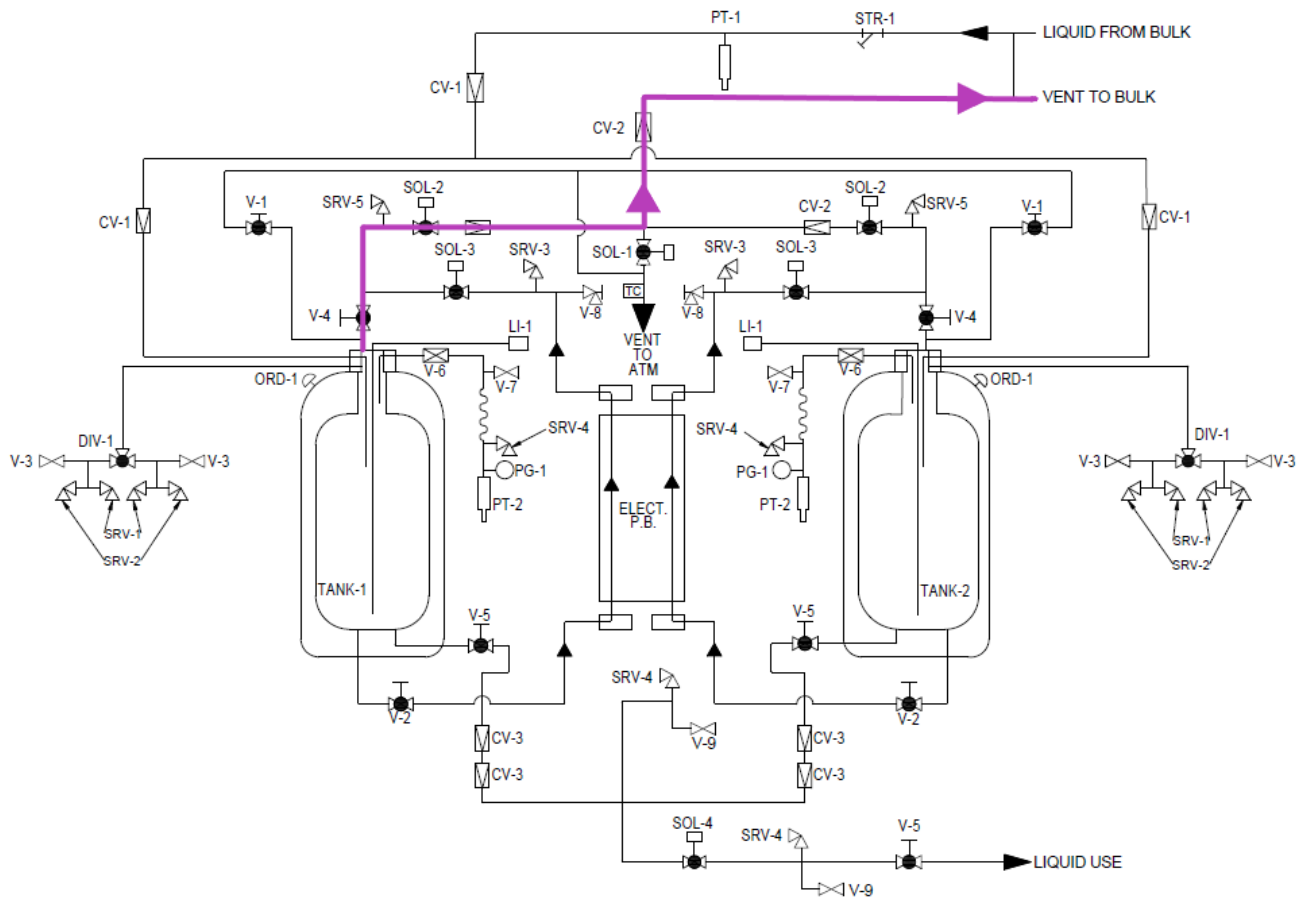 PT-1
STR-1
LIQUID FROM BULK
CV-1
VENT TO BULK
CV-2
SOL-2
SOL-2
V-1
SRV-5
CV-2
SRV-5
V-1
CV-1
CV-1
SOL-3
SRV-3
SOL-1
SRV-3
SOL-3
TC
V-4
V-8
V-8
V-4
LI-1
VENT
TO
ATM
LI-1
V-6
V-6
ORD-1
V-7
V-7
ORD-1
DIV-1
SRV-4
SRV-4
DIV-1
V-3
V-3
V-3
V-3
PG-1
PG-1
PT-2
ELECT.
P.B.
PT-2
SRV-1
SRV-1
SRV-2
SRV-2
TANK-1
TANK-2
V-5
V-5
SRV-4
V-2
V-2
V-9
CV-3
CV-3
CV-3
CV-3
SOL-4
SRV-4
V-5
LIQUID USE
V-9